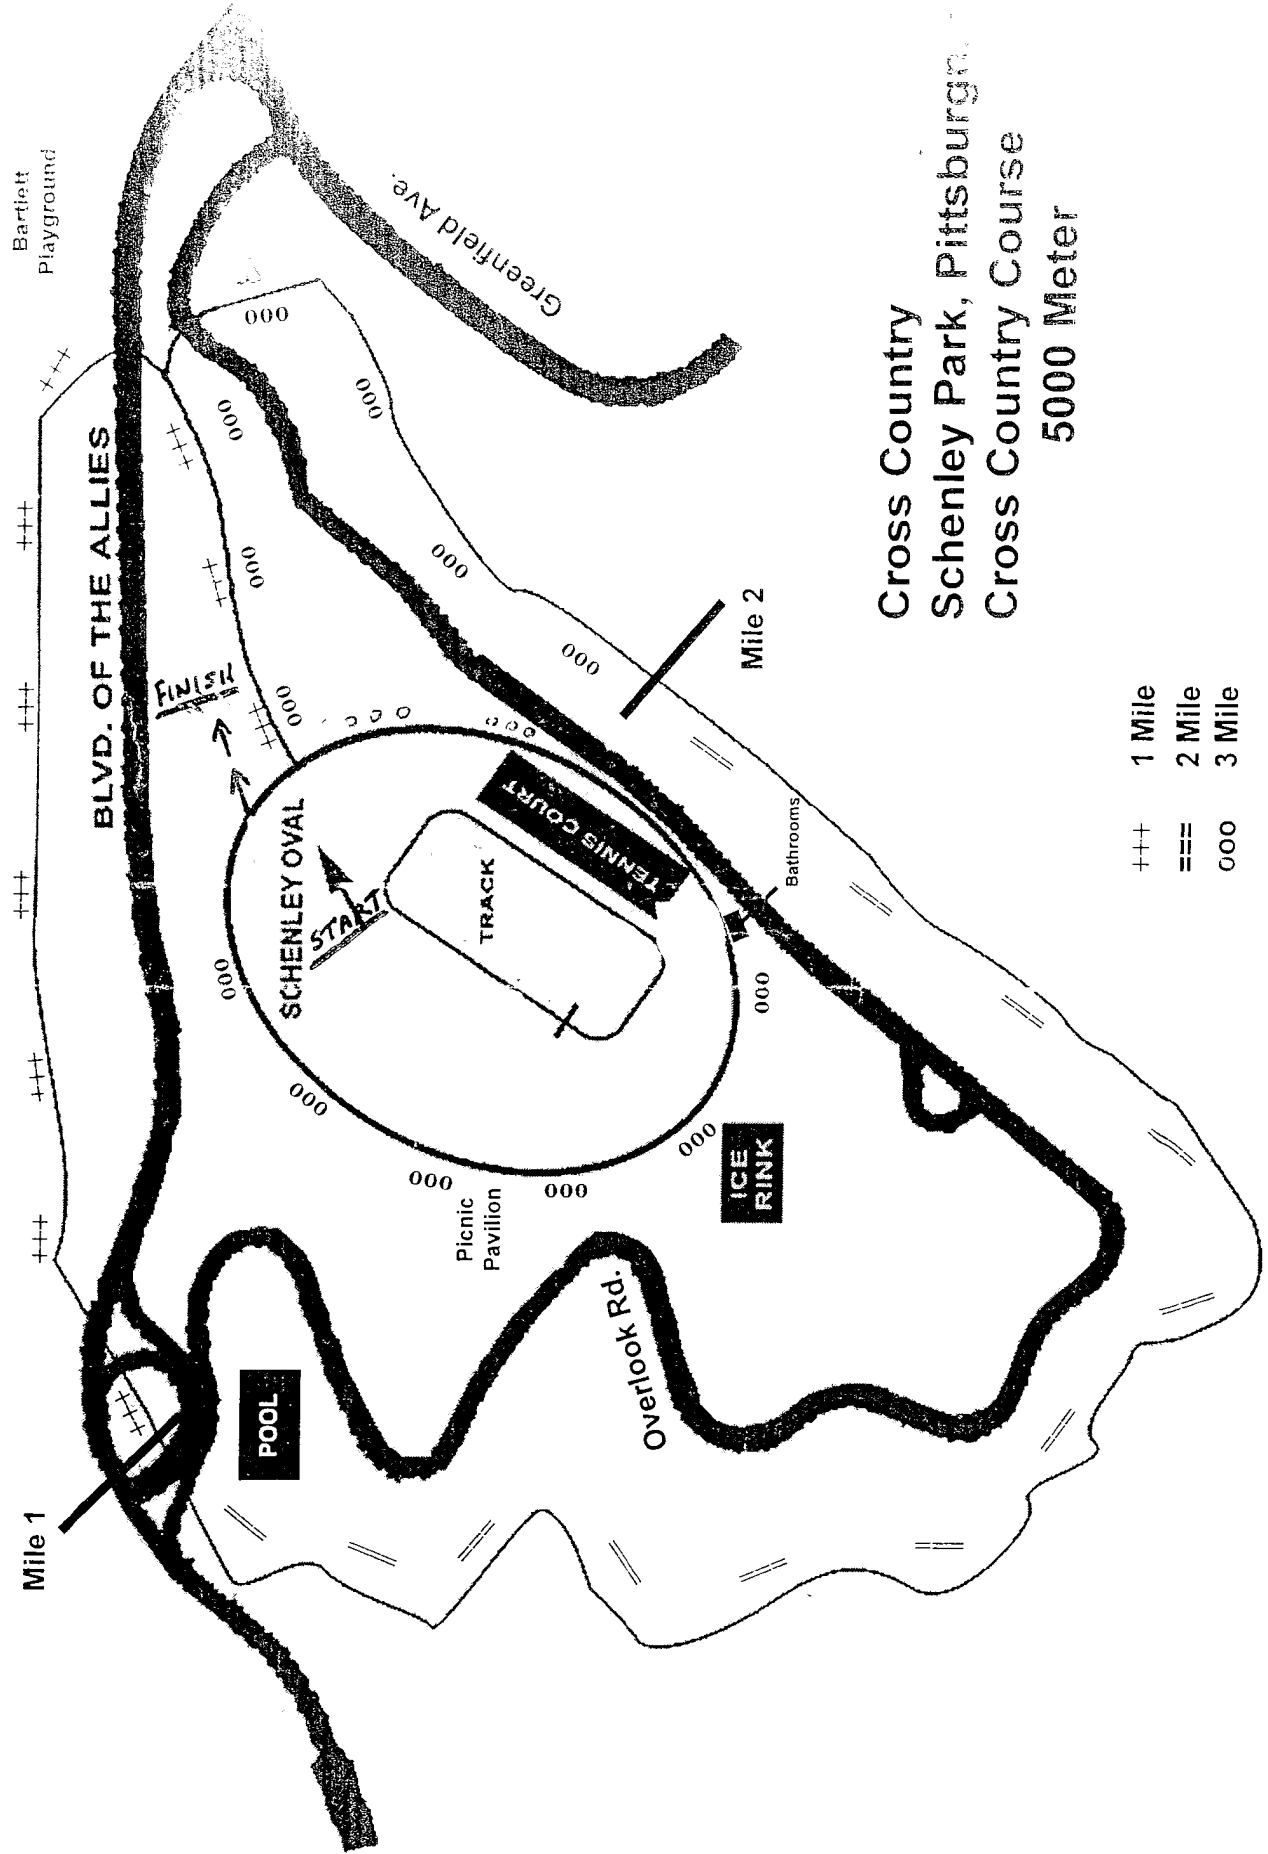 Bartlett
Playground
BLVD. OF THE ALLIES
Greenfield Ave.
FINISH
SCHENLEY OVAL
START
TRACK
TENNIS COURT
Mile 2
Bathrooms
Mile 1
POOL
Picnic
Pavilion
ICE
RINK
Overlook Rd.
Cross Country
Schenley Park, Pittsburgh.
Cross Country Course
5000 Meter
+++ 1 Mile
=== 2 Mile
ooo 3 Mile